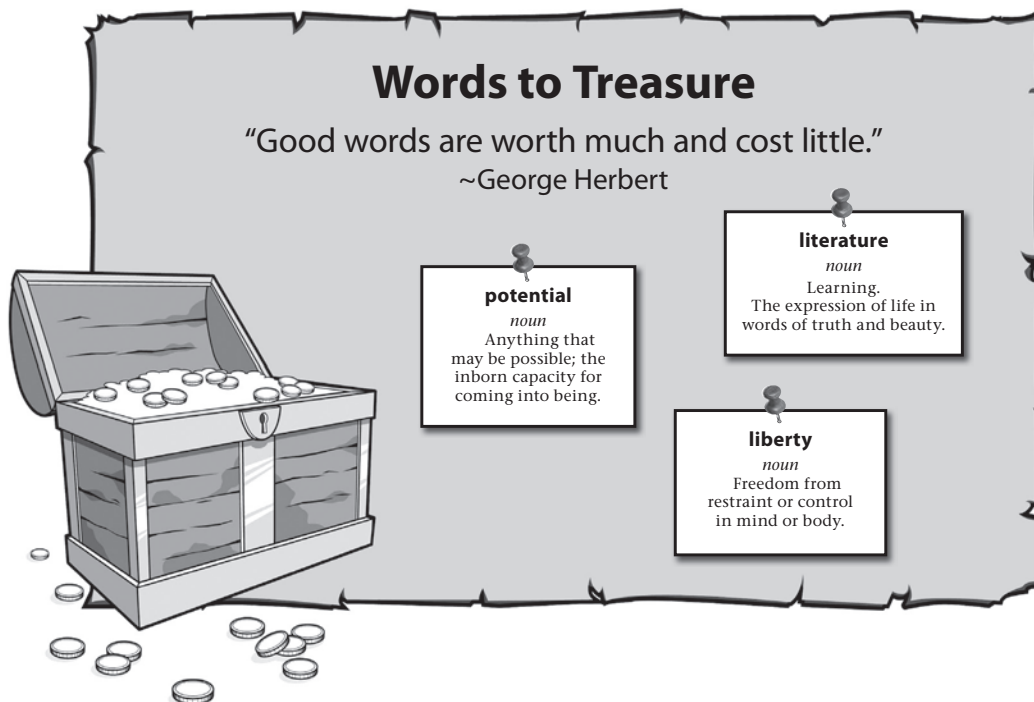 Words to Treasure
“Good words are worth much and cost little.”
~George Herbert
potential
noun
Anything that
may be possible; the
inborn capacity for
coming into being.
literature
noun
Learning.
The expression of life in
words of truth and beauty.
liberty
noun
Freedom from
restraint or control
in mind or body.